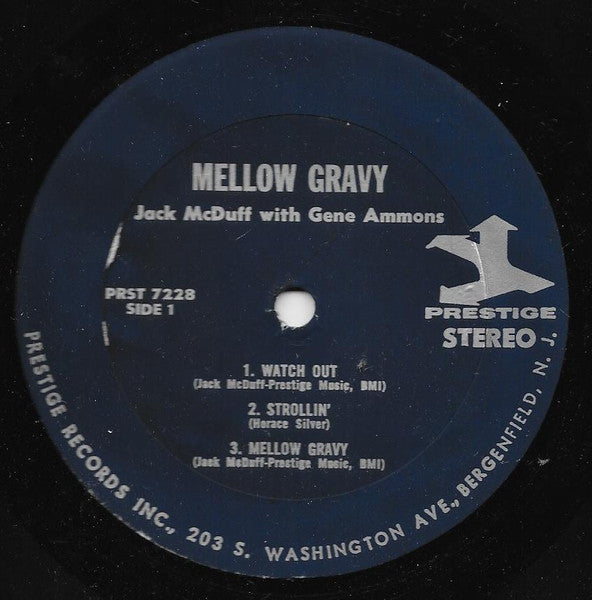 MELLOW GRAVY
Jack McDuff with Gene Ammons
PRST 7228
SIDE 1
PRESTIGE
STEREO
1. WATCH OUT
(Jack McDuff-Prestige Music, BMI)
2. STROLLIN'
(Horace Silver)
3. MELLOW GRAVY
(Jack McDuff-Prestige Music, BMI)
PRESTIGE RECORDS INC., 203 S. WASHINGTON AVE., BERGENFIELD, N. J.